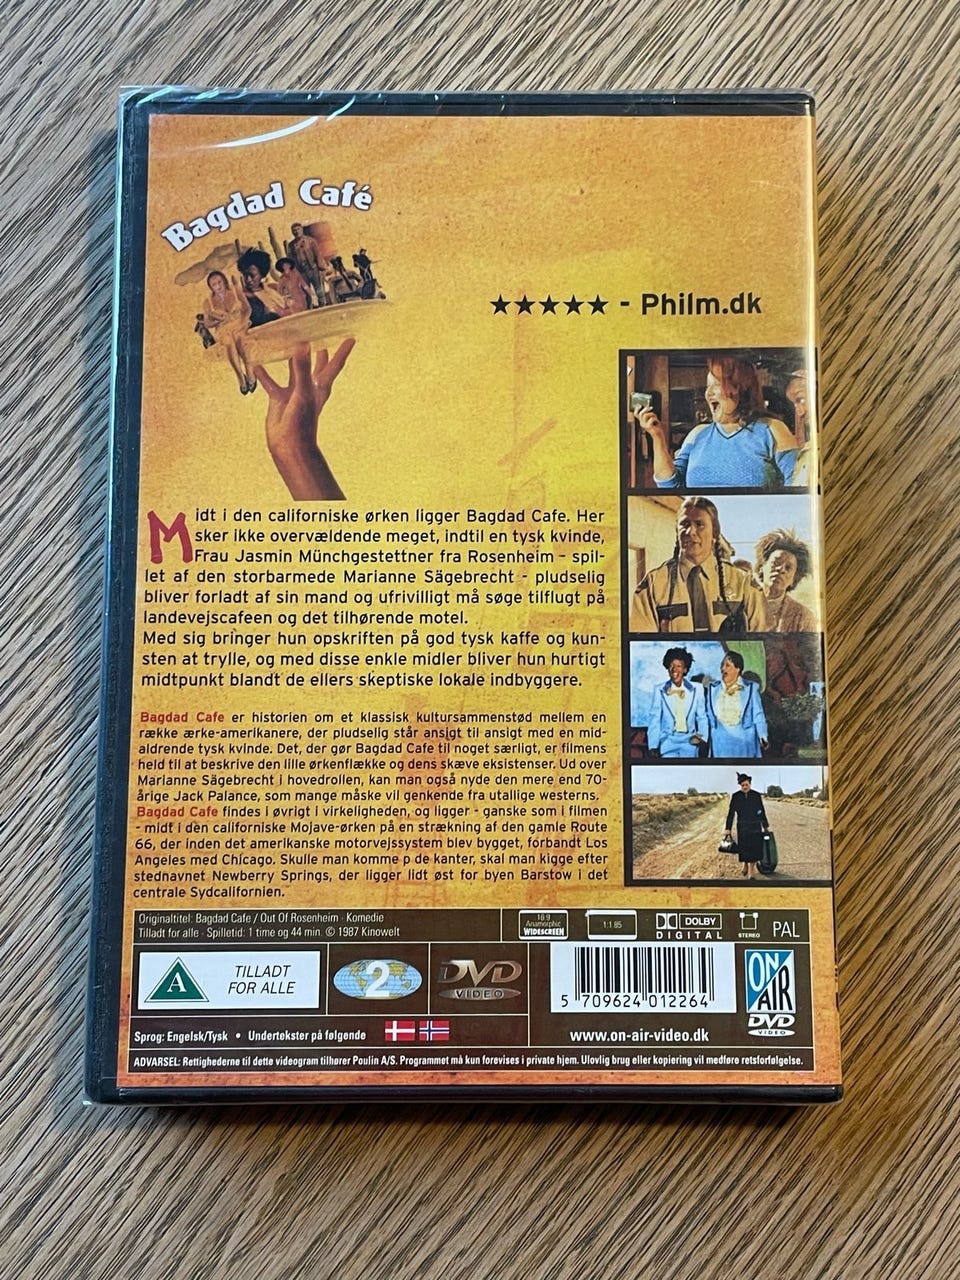 Bagdad Café
★★★★★ - Philm.dk
Midt i den californiske ørken ligger Bagdad Cafe. Her
sker ikke overvældende meget, indtil en tysk kvinde,
Frau Jasmin Münchgestettner fra Rosenheim - spil-
let af den storbarmede Marianne Sägebrecht - pludselig
bliver forladt af sin mand og ufrivilligt må søge tilflugt på
landevejscafeen og det tilhørende motel.
Med sig bringer hun opskriften på god tysk kaffe og kun-
sten at trylle, og med disse enkle midler bliver hun hurtigt
midtpunkt blandt de ellers skeptiske lokale indbyggere.
Bagdad Cafe er historien om et klassisk kultursammenstød mellem en
række ærke-amerikanere, der pludselig står ansigt til ansigt med en mid-
aldrende tysk kvinde. Det, der gør Bagdad Cafe til noget særligt, er filmens
held til at beskrive den lille ørkenflække og dens skæve eksistenser. Ud over
Marianne Sägebrecht i hovedrollen, kan man også nyde den mere end 70-
årige Jack Palance, som mange måske vil genkende fra utallige westerns.
Bagdad Cafe findes i øvrigt i virkeligheden, og ligger - ganske som i filmen
- midt i den californiske Mojave-ørken på en strækning af den gamle Route
66, der inden det amerikanske motorvejssystem blev bygget, forbandt Los
Angeles med Chicago. Skulle man komme p de kanter, skal man kigge efter
stednavnet Newberry Springs, der ligger lidt øst for byen Barstow i det
centrale Sydcalifornien.
Originaltitel: Bagdad Cafe / Out Of Rosenheim · Komedie
Tilladt for alle · Spilletid: 1 time og 44 min. © 1987 Kinowelt
16:9
Anamorphic
WIDESCREEN
1:1.85
DOLBY
DIGITAL
STEREO
PAL
A
TILLADT
FOR ALLE
2
DVD
VIDEO
5 709624 012264
ON
AIR
DVD
VIDEO
Sprog: Engelsk/Tysk • Undertekster på følgende
www.on-air-video.dk
ADVARSEL: Rettighederne til dette videogram tilhører Poulin A/S. Programmet må kun forevises i private hjem. Ulovlig brug eller kopiering vil medføre retsforfølgelse.